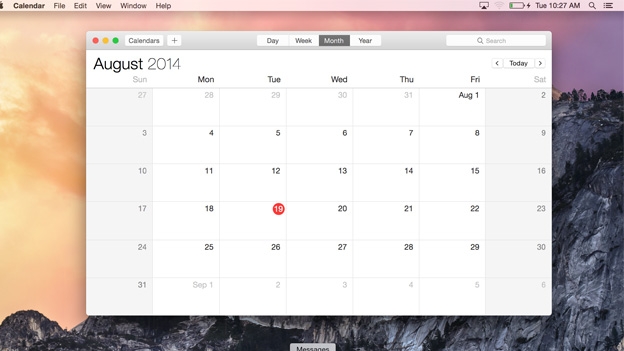 Calendar File Edit View Window Help Tue 10:27 AM
Calendars + Day Week Month Year Search
August 2014 < Today >
Sun Mon Tue Wed Thu Fri Sat
27 28 29 30 31 Aug 1 2
3 4 5 6 7 8 9
10 11 12 13 14 15 16
17 18 19 20 21 22 23
24 25 26 27 28 29 30
31 Sep 1 2 3 4 5 6
Messages